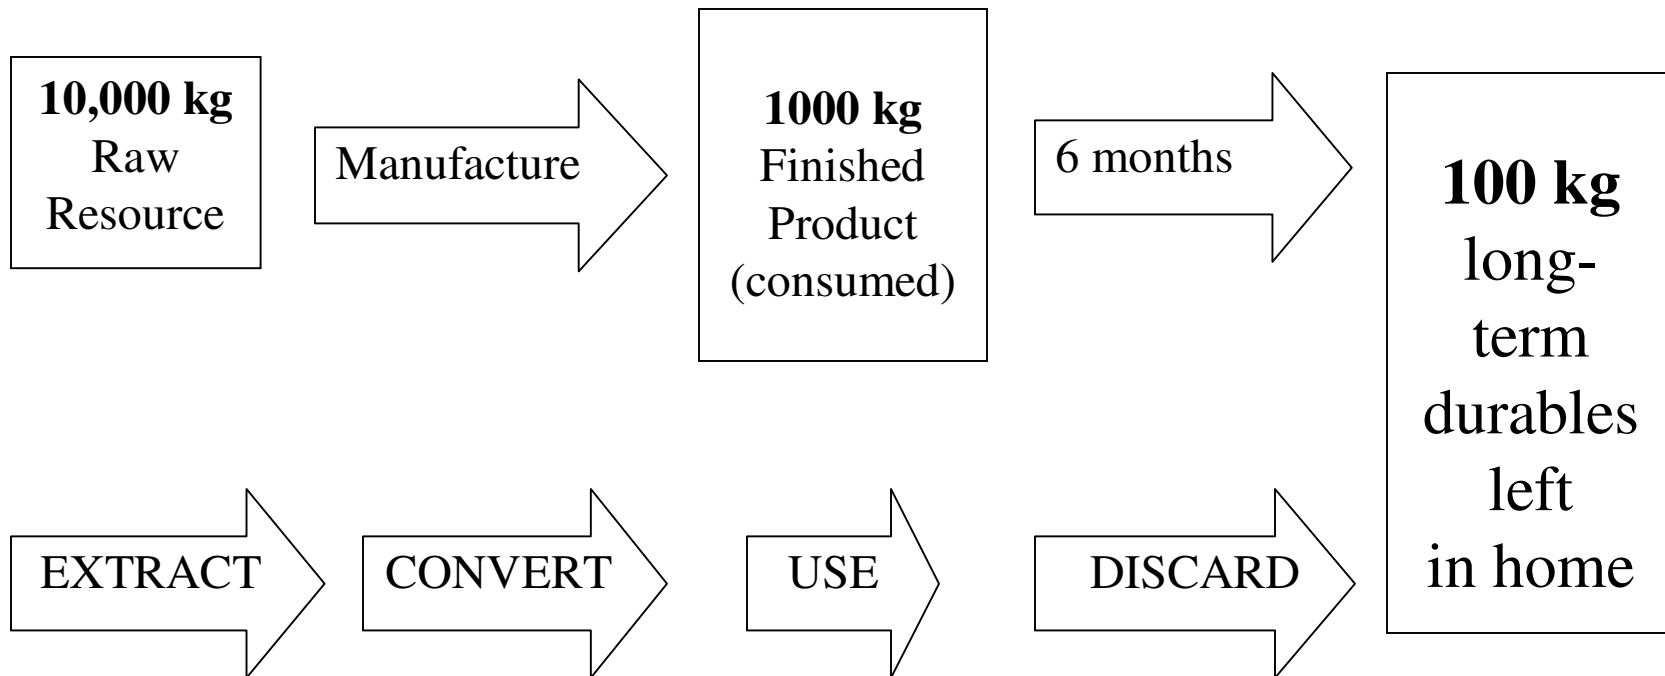 10,000 kg
Raw
Resource
Manufacture
1000 kg
Finished
Product
(consumed)
6 months
100 kg
long-
term
durables
left
in home
EXTRACT
CONVERT
USE
DISCARD